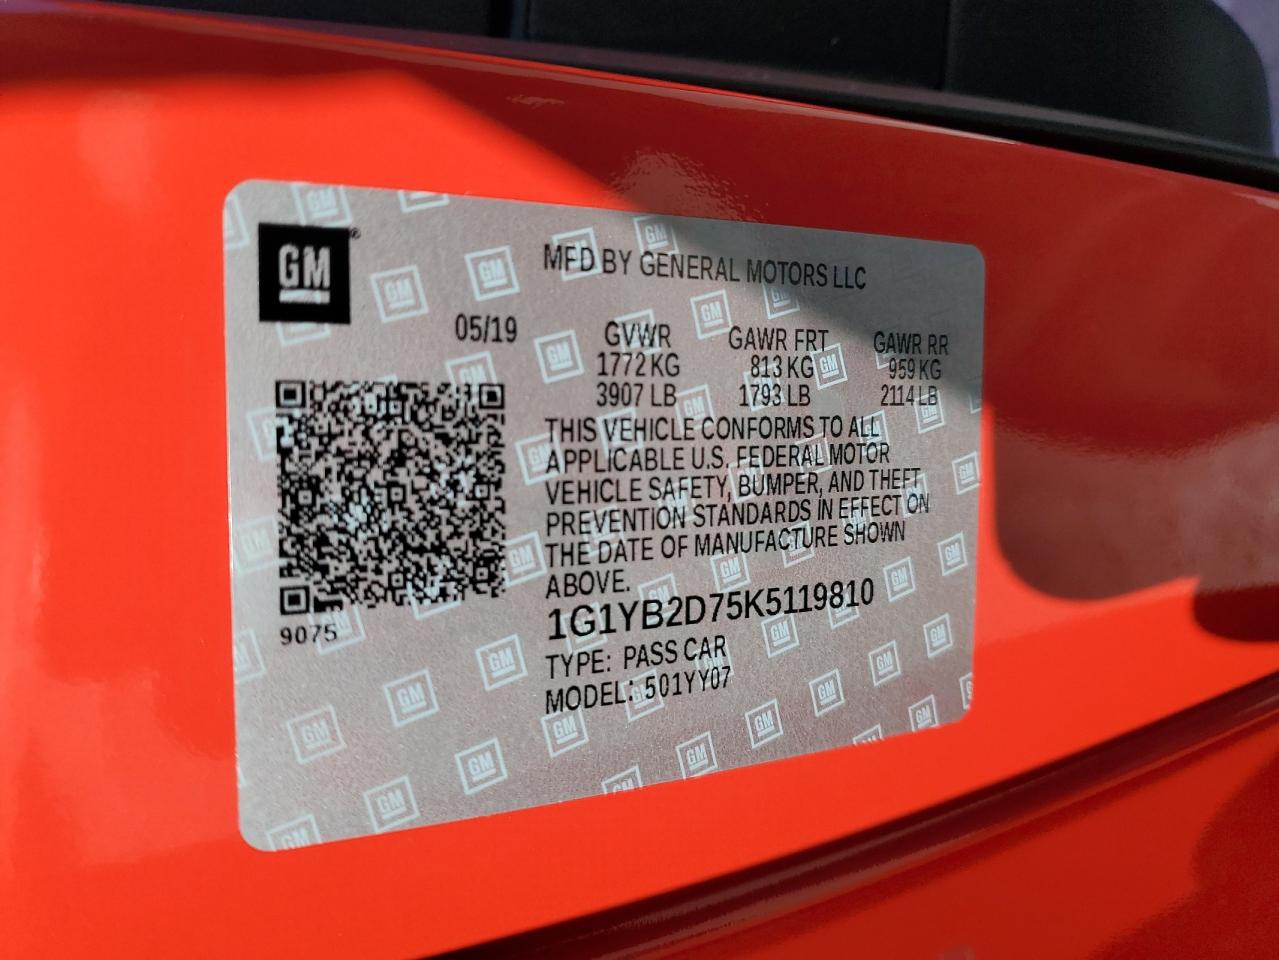 GM
MFD BY GENERAL MOTORS LLC
05/19 GVWR GAWR FRT GAWR RR
1772 KG 813 KG 959 KG
3907 LB 1793 LB 2114 LB
THIS VEHICLE CONFORMS TO ALL
APPLICABLE U.S. FEDERAL MOTOR
VEHICLE SAFETY, BUMPER, AND THEFT
PREVENTION STANDARDS IN EFFECT ON
THE DATE OF MANUFACTURE SHOWN
ABOVE.
1G1YB2D75K5119810
9075
TYPE: PASS CAR
MODEL: 501YY07